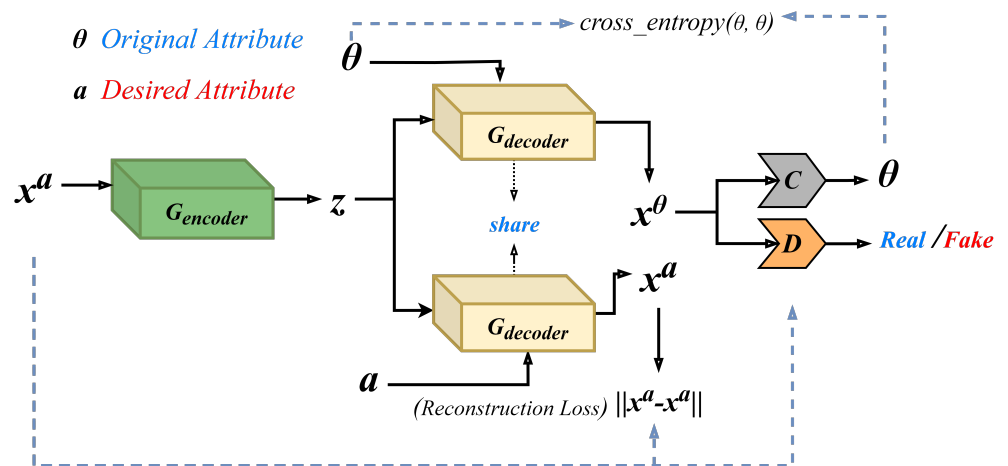 θ Original Attribute
a Desired Attribute
cross_entropy(θ, θ)
θ
G_decoder
x^a
G_encoder
z
share
x^θ
C
θ
D
Real /Fake
x^a
G_decoder
a
(Reconstruction Loss) ||x^a-x^a||